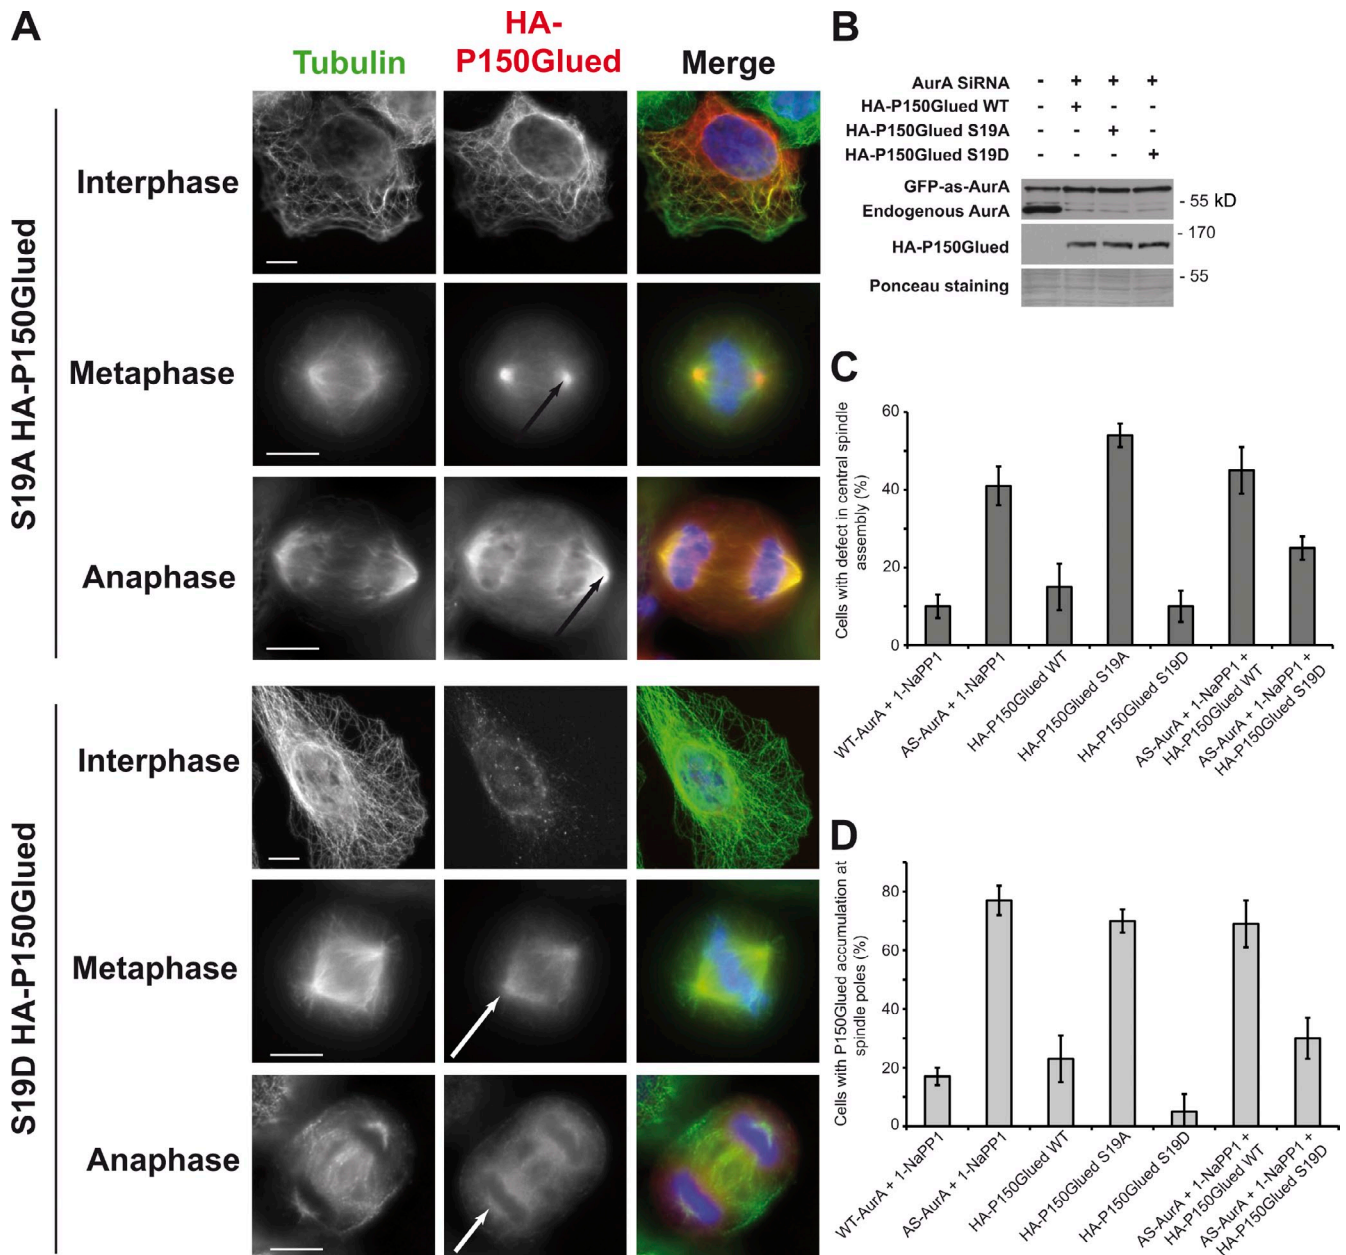 A
Tubulin
HA-
P150Glued
Merge
S19A HA-P150Glued
Interphase
Metaphase
Anaphase
S19D HA-P150Glued
Interphase
Metaphase
Anaphase
B
AurA SiRNA - + + +
HA-P150Glued WT - + - -
HA-P150Glued S19A - - + -
HA-P150Glued S19D - - - +
GFP-as-AurA
- 55 kD
Endogenous AurA
- 170
HA-P150Glued
- 55
Ponceau staining
C
Cells with defect in central spindle
assembly (%)
60
40
20
0
WT-AurA + 1-NaPP1
AS-AurA + 1-NaPP1
HA-P150Glued WT
HA-P150Glued S19A
HA-P150Glued S19D
AS-AurA + 1-NaPP1 +
HA-P150Glued WT
AS-AurA + 1-NaPP1 +
HA-P150Glued S19D
D
Cells with P150Glued accumulation at
spindle poles (%)
80
60
40
20
0
WT-AurA + 1-NaPP1
AS-AurA + 1-NaPP1
HA-P150Glued WT
HA-P150Glued S19A
HA-P150Glued S19D
AS-AurA + 1-NaPP1 +
HA-P150Glued WT
AS-AurA + 1-NaPP1 +
HA-P150Glued S19D